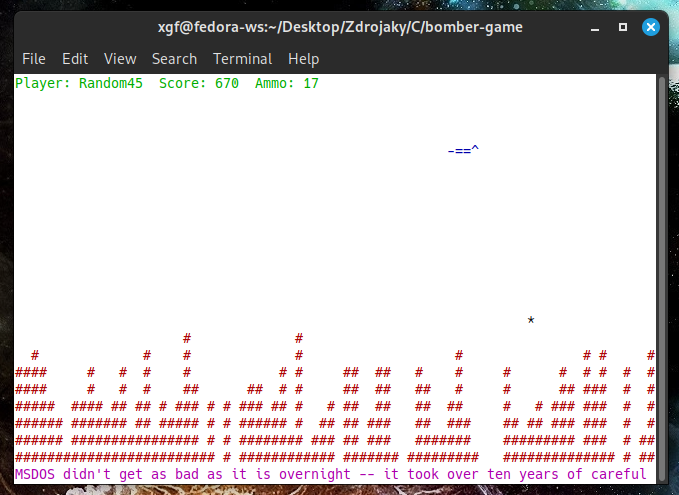 xgf@fedora-ws:~/Desktop/Zdrojaky/C/bomber-game
File Edit View Search Terminal Help
Player: Random45 Score: 670 Ammo: 17
MSDOS didn't get as bad as it is overnight -- it took over ten years of careful